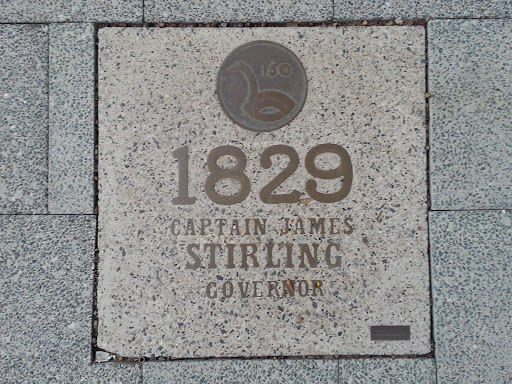 150
1829
CAPTAIN JAMES
STIRLING
GOVERNOR